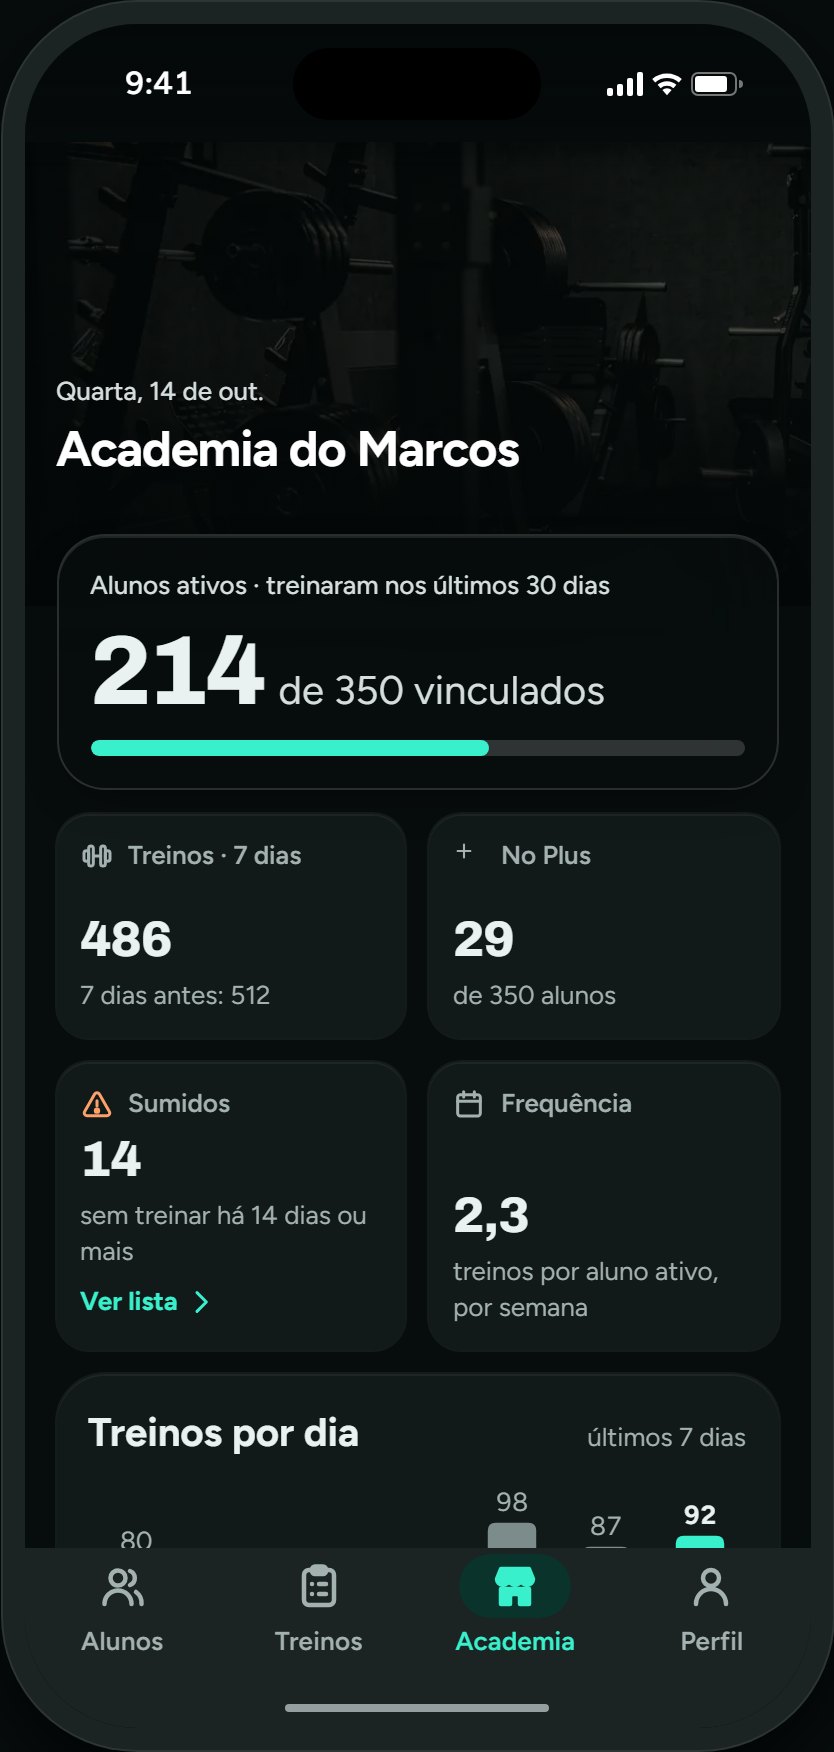 9:41
Quarta, 14 de out.
Academia do Marcos
Alunos ativos · treinaram nos últimos 30 dias
214 de 350 vinculados
Treinos · 7 dias
486
7 dias antes: 512
+ No Plus
29
de 350 alunos
Sumidos
14
sem treinar há 14 dias ou
mais
Ver lista
Frequência
2,3
treinos por aluno ativo,
por semana
Treinos por dia
últimos 7 dias
80
98
87
92
Alunos
Treinos
Academia
Perfil